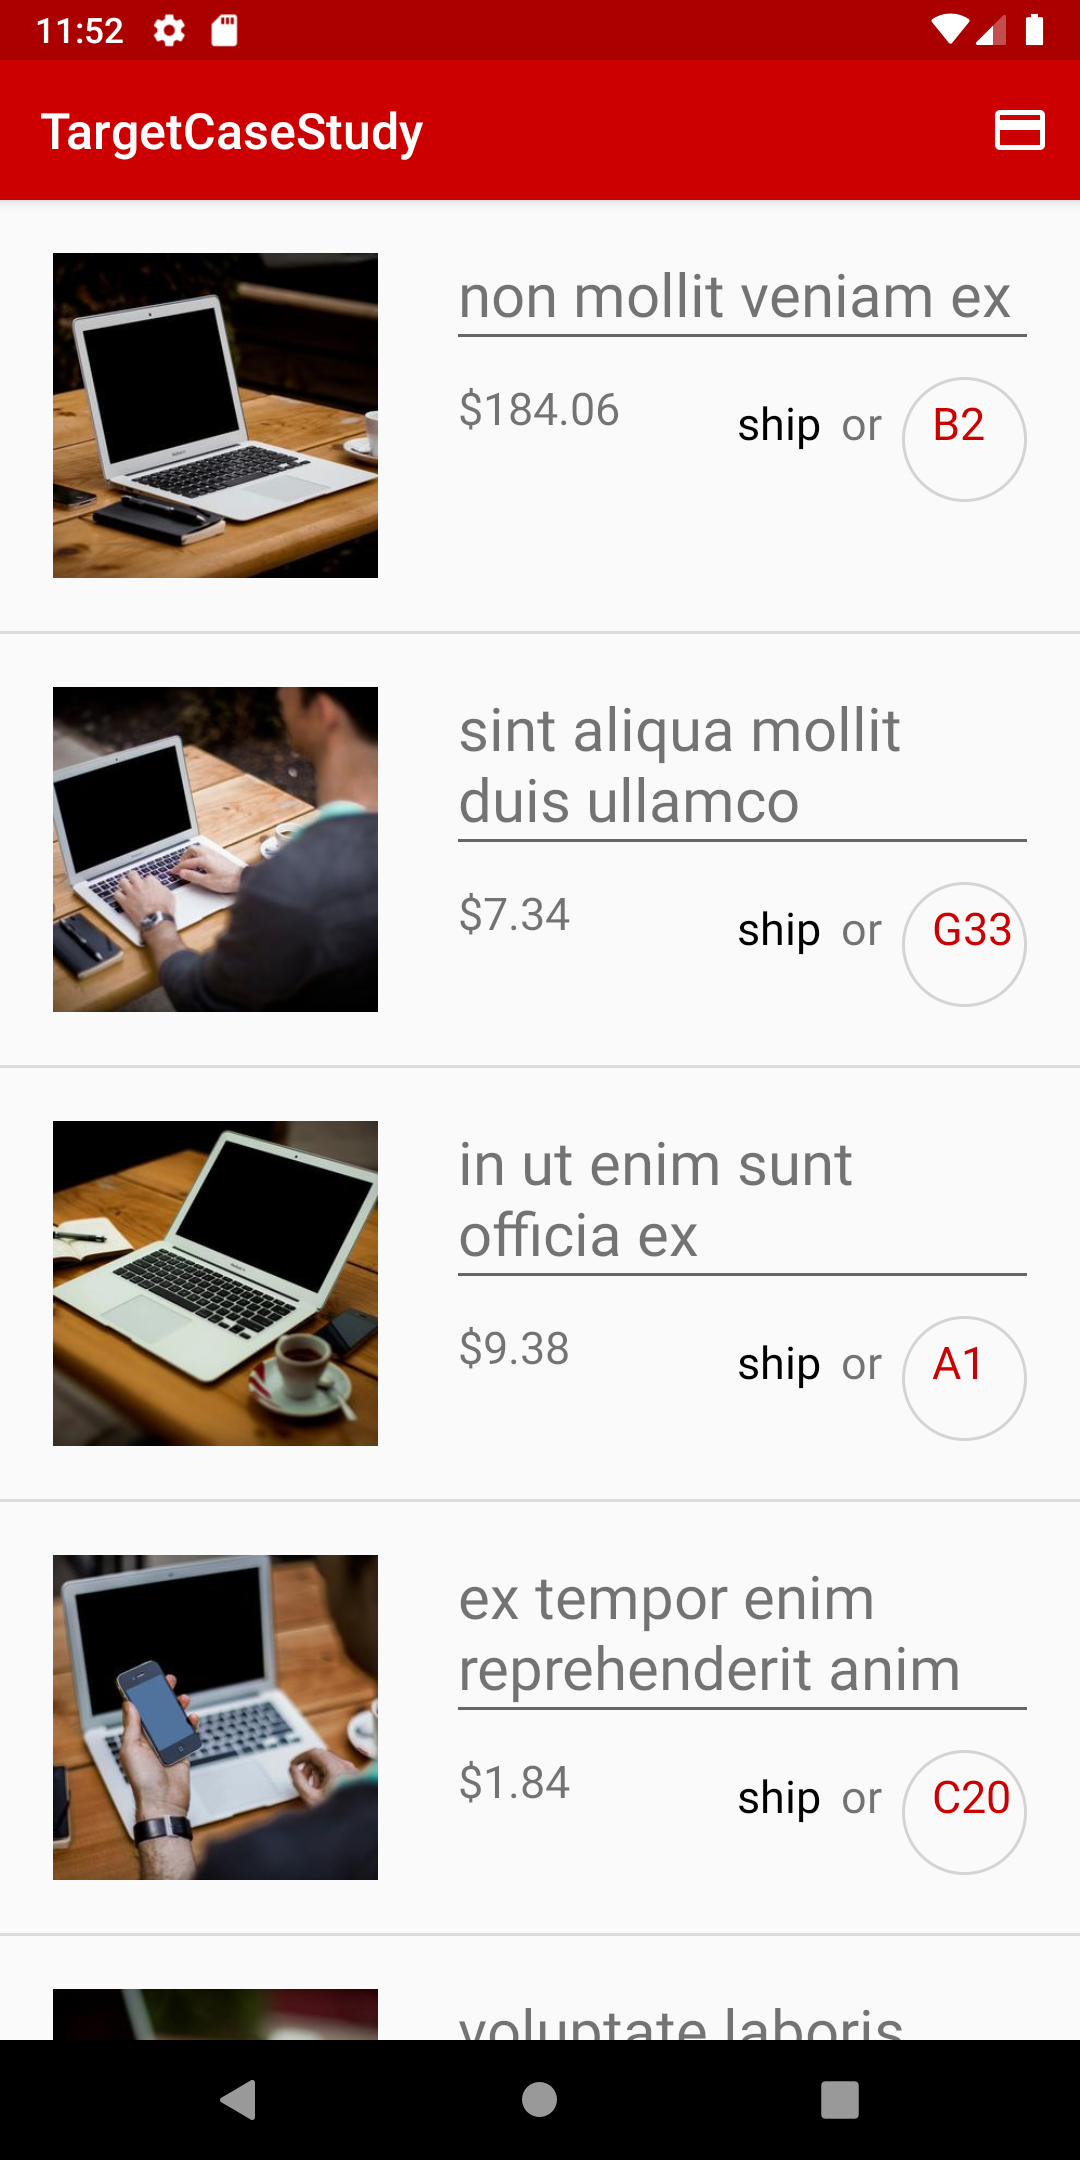 11:52
TargetCaseStudy
non mollit veniam ex
$184.06 ship or B2
sint aliqua mollit
duis ullamco
$7.34 ship or G33
in ut enim sunt
officia ex
$9.38 ship or A1
ex tempor enim
reprehenderit anim
$1.84 ship or C20
voluptate laboris